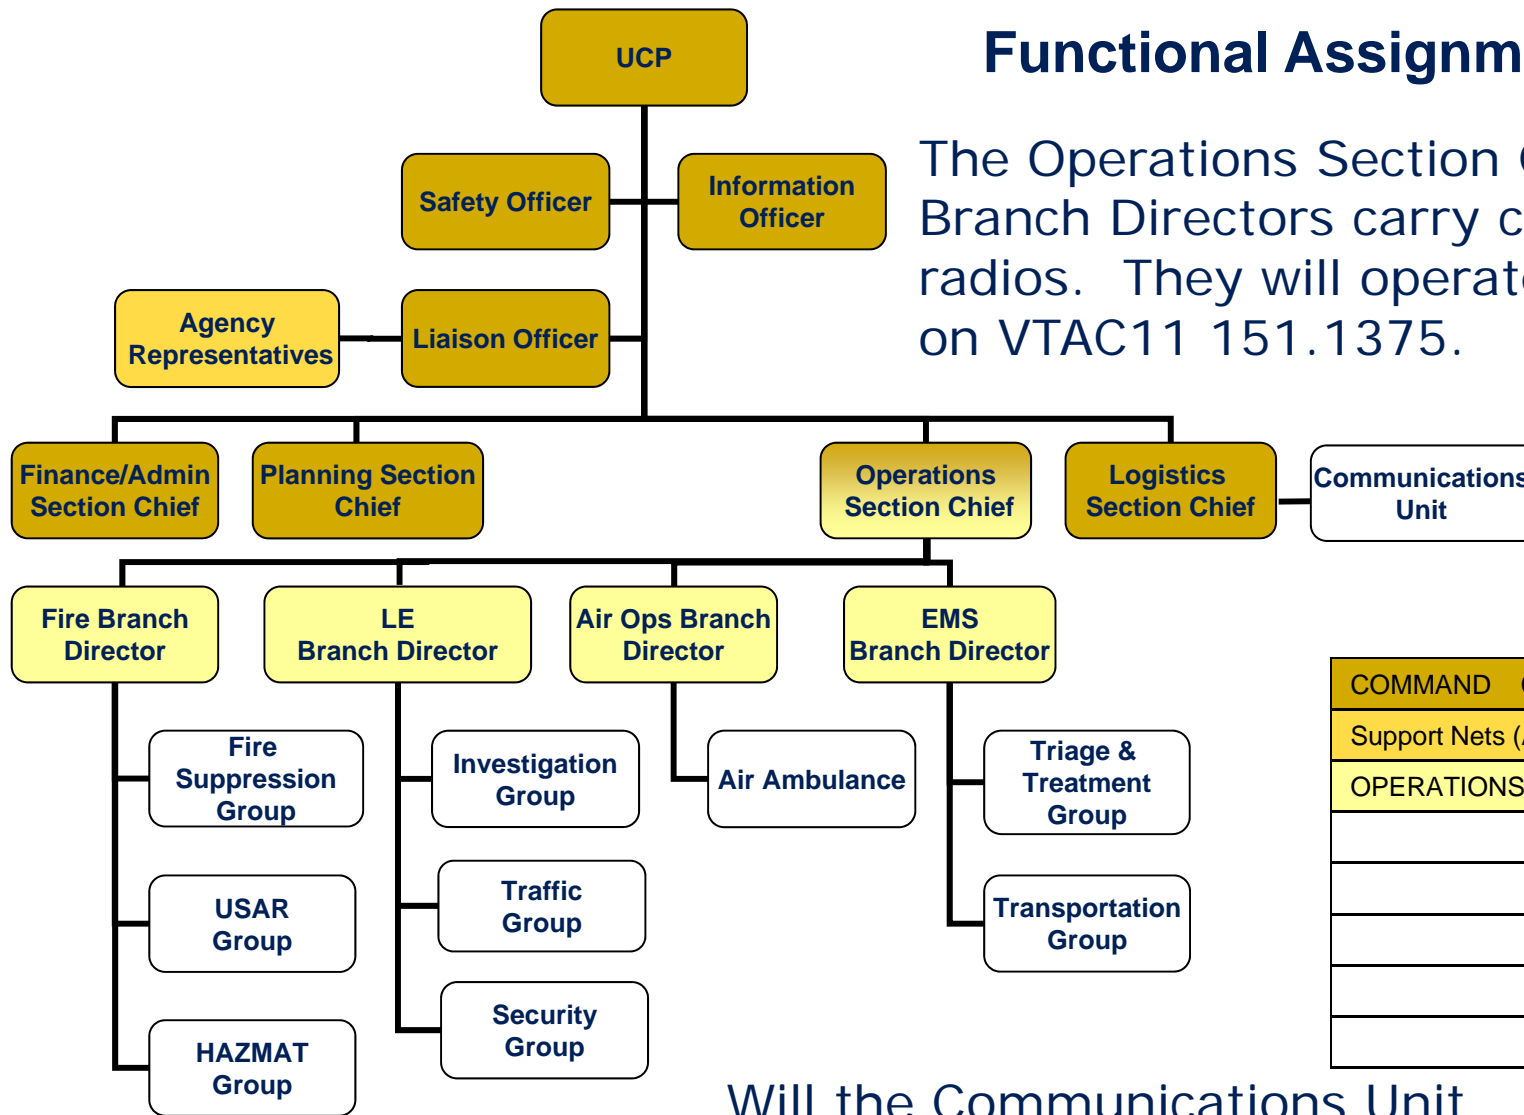 UCP
Functional Assignm
Safety Officer
Information
Officer
The Operations Section
Branch Directors carry c
radios. They will operate
on VTAC11 151.1375.
Agency
Representatives
Liaison Officer
Finance/Admin
Section Chief
Planning Section
Chief
Operations
Section Chief
Logistics
Section Chief
Communications
Unit
Fire Branch
Director
LE
Branch Director
Air Ops Branch
Director
EMS
Branch Director
Fire
Suppression
Group
Investigation
Group
Air Ambulance
Triage &
Treatment
Group
USAR
Group
Traffic
Group
Transportation
Group
HAZMAT
Group
Security
Group
COMMAND
Support Nets (
OPERATIONS
Will the Communications Unit